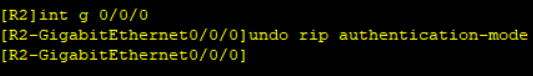 [R2]int g 0/0/0
[R2-GigabitEthernet0/0/0]undo rip authentication-mode
[R2-GigabitEthernet0/0/0]